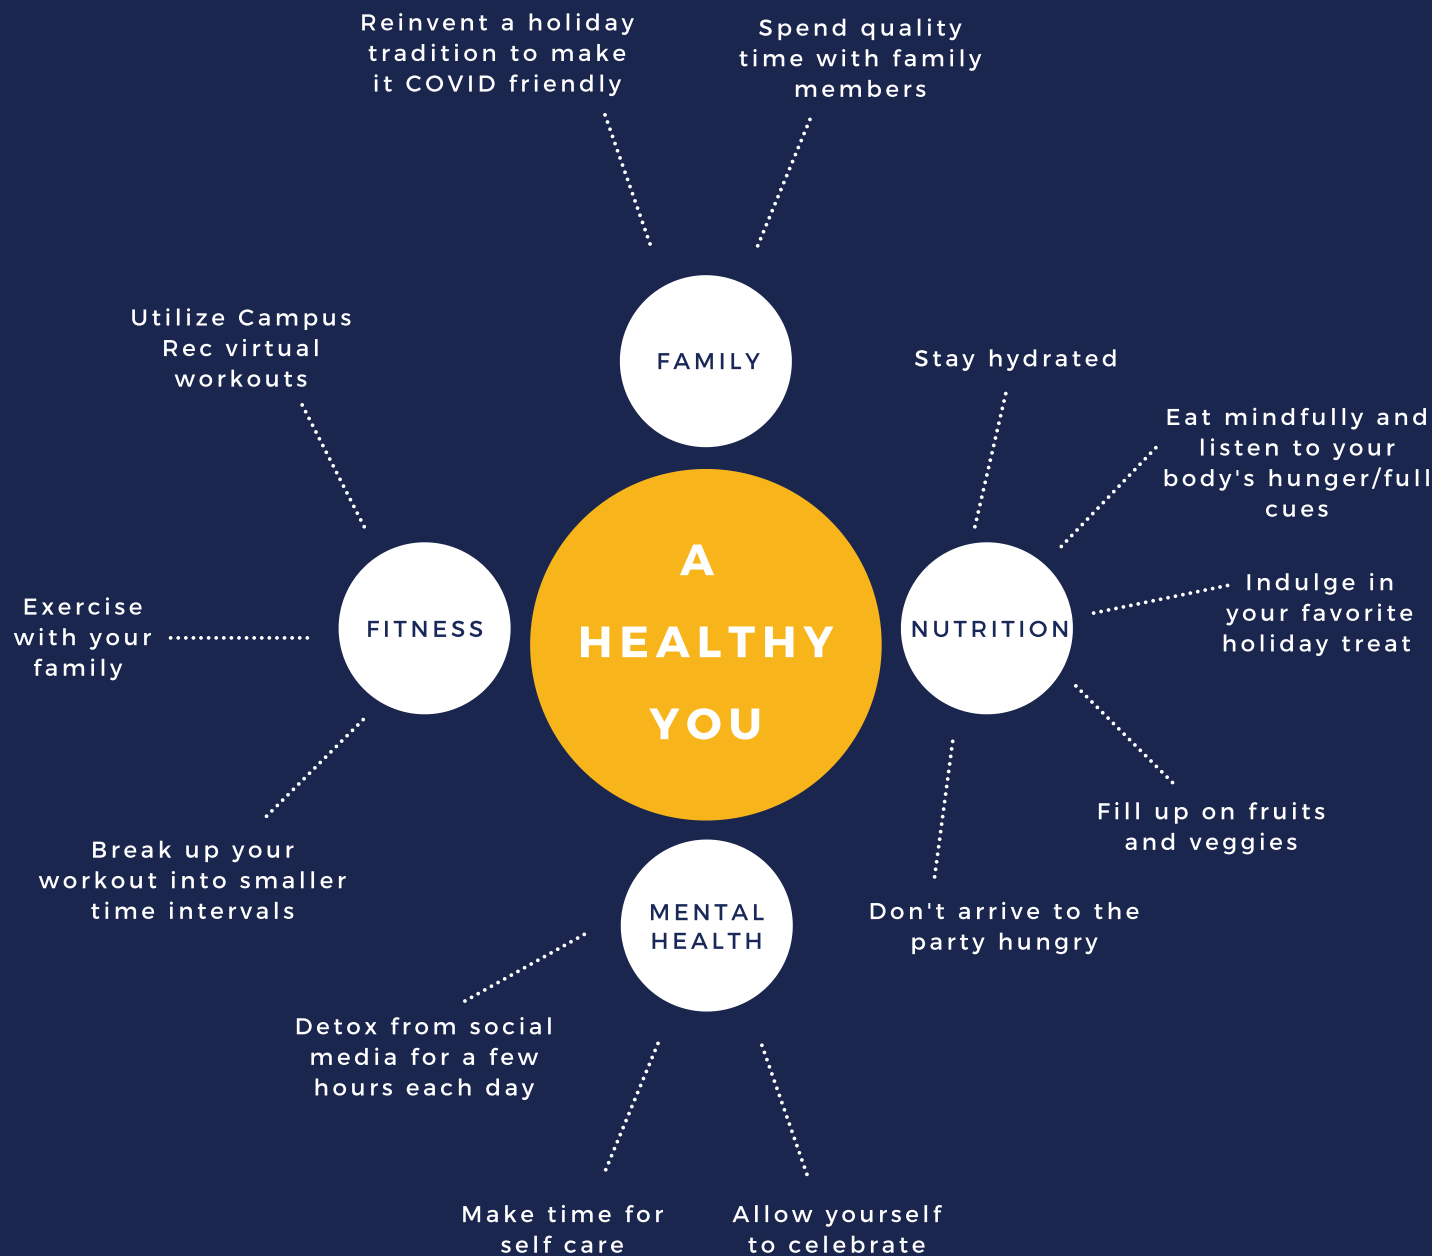 Reinvent a holiday
tradition to make
it COVID friendly
Spend quality
time with family
members
FAMILY
Utilize Campus
Rec virtual
workouts
Exercise
with your
family
Break up your
workout into smaller
time intervals
FITNESS
A
HEALTHY
YOU
NUTRITION
Stay hydrated
Eat mindfully and
listen to your
body's hunger/full
cues
Indulge in
your favorite
holiday treat
Fill up on fruits
and veggies
Don't arrive to the
party hungry
MENTAL
HEALTH
Detox from social
media for a few
hours each day
Make time for
self care
Allow yourself
to celebrate